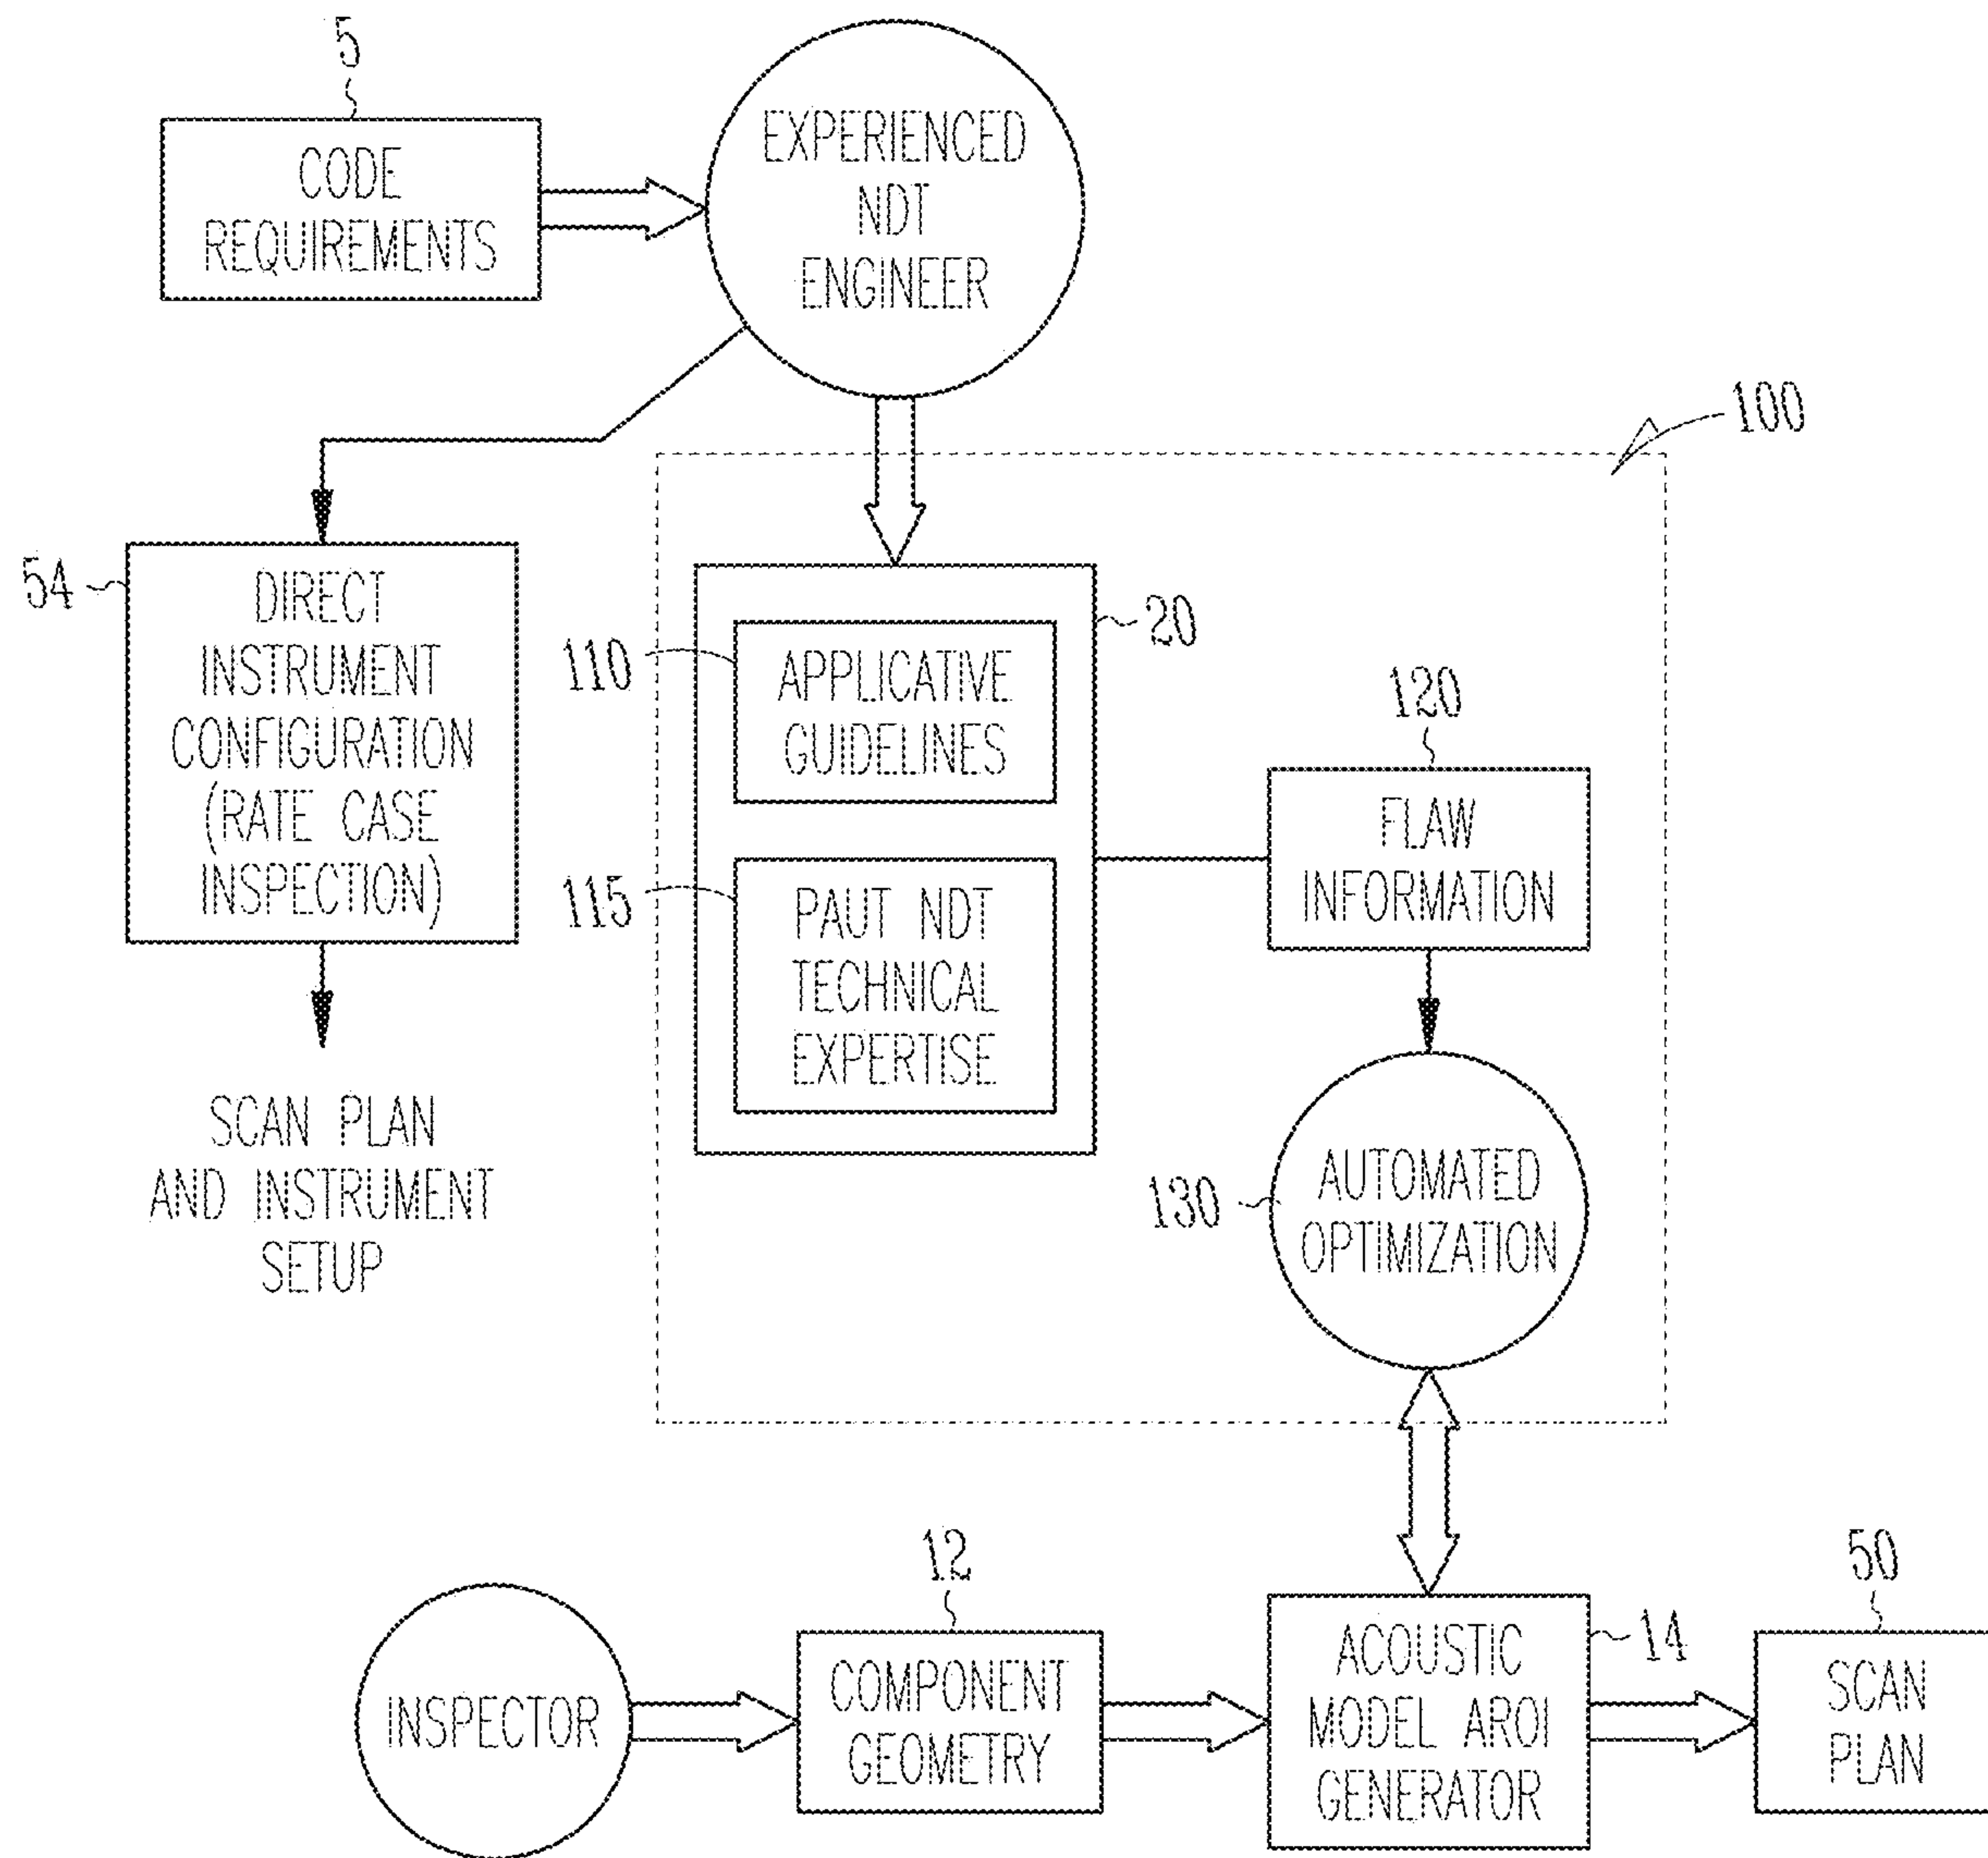 5
CODE
REQUIREMENTS
EXPERIENCED
NDT
ENGINEER
100
54
DIRECT
INSTRUMENT
CONFIGURATION
(RATE CASE
INSPECTION)
SCAN PLAN
AND INSTRUMENT
SETUP
20
110
APPLICATIVE
GUIDELINES
115
PAUT NDT
TECHNICAL
EXPERTISE
120
FLAW
INFORMATION
130
AUTOMATED
OPTIMIZATION
INSPECTOR
12
COMPONENT
GEOMETRY
14
ACOUSTIC
MODEL AROI
GENERATOR
50
SCAN
PLAN